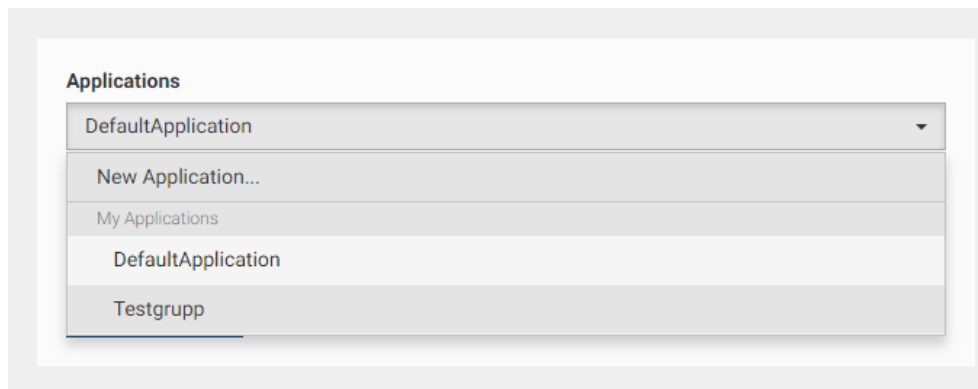 Applications
DefaultApplication
New Application...
My Applications
DefaultApplication
Testgrupp